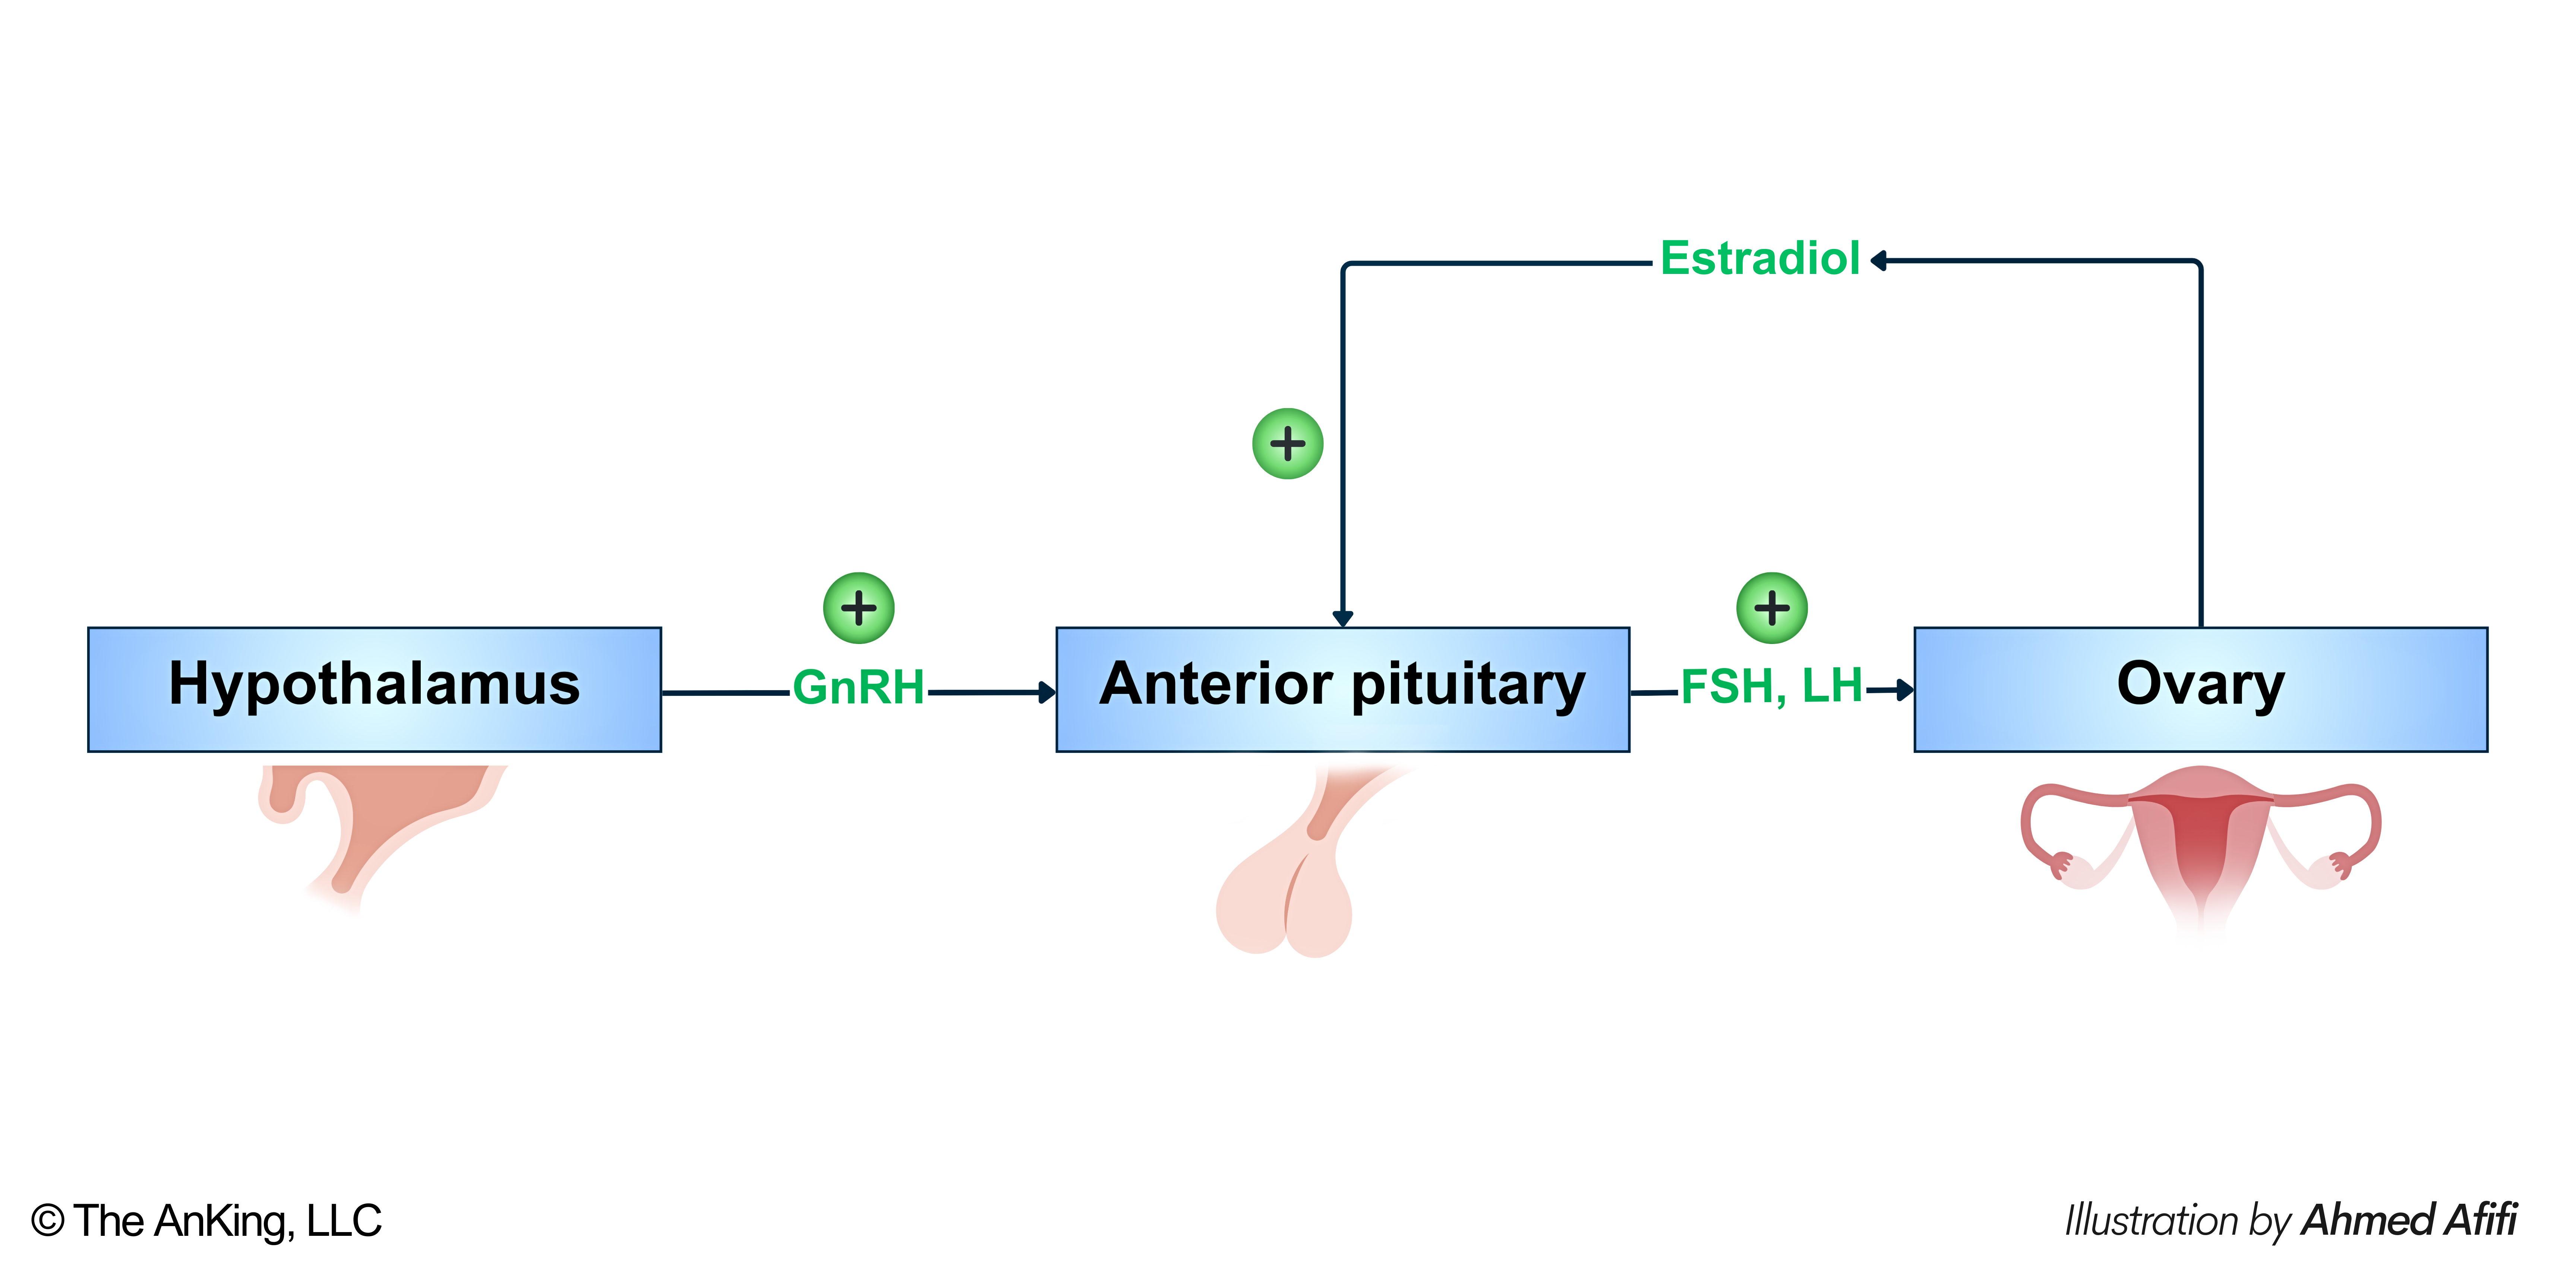 Estradiol
+
+
+
Hypothalamus
GnRH
Anterior pituitary
FSH, LH
Ovary
© The AnKing, LLC
Illustration by Ahmed Afifi